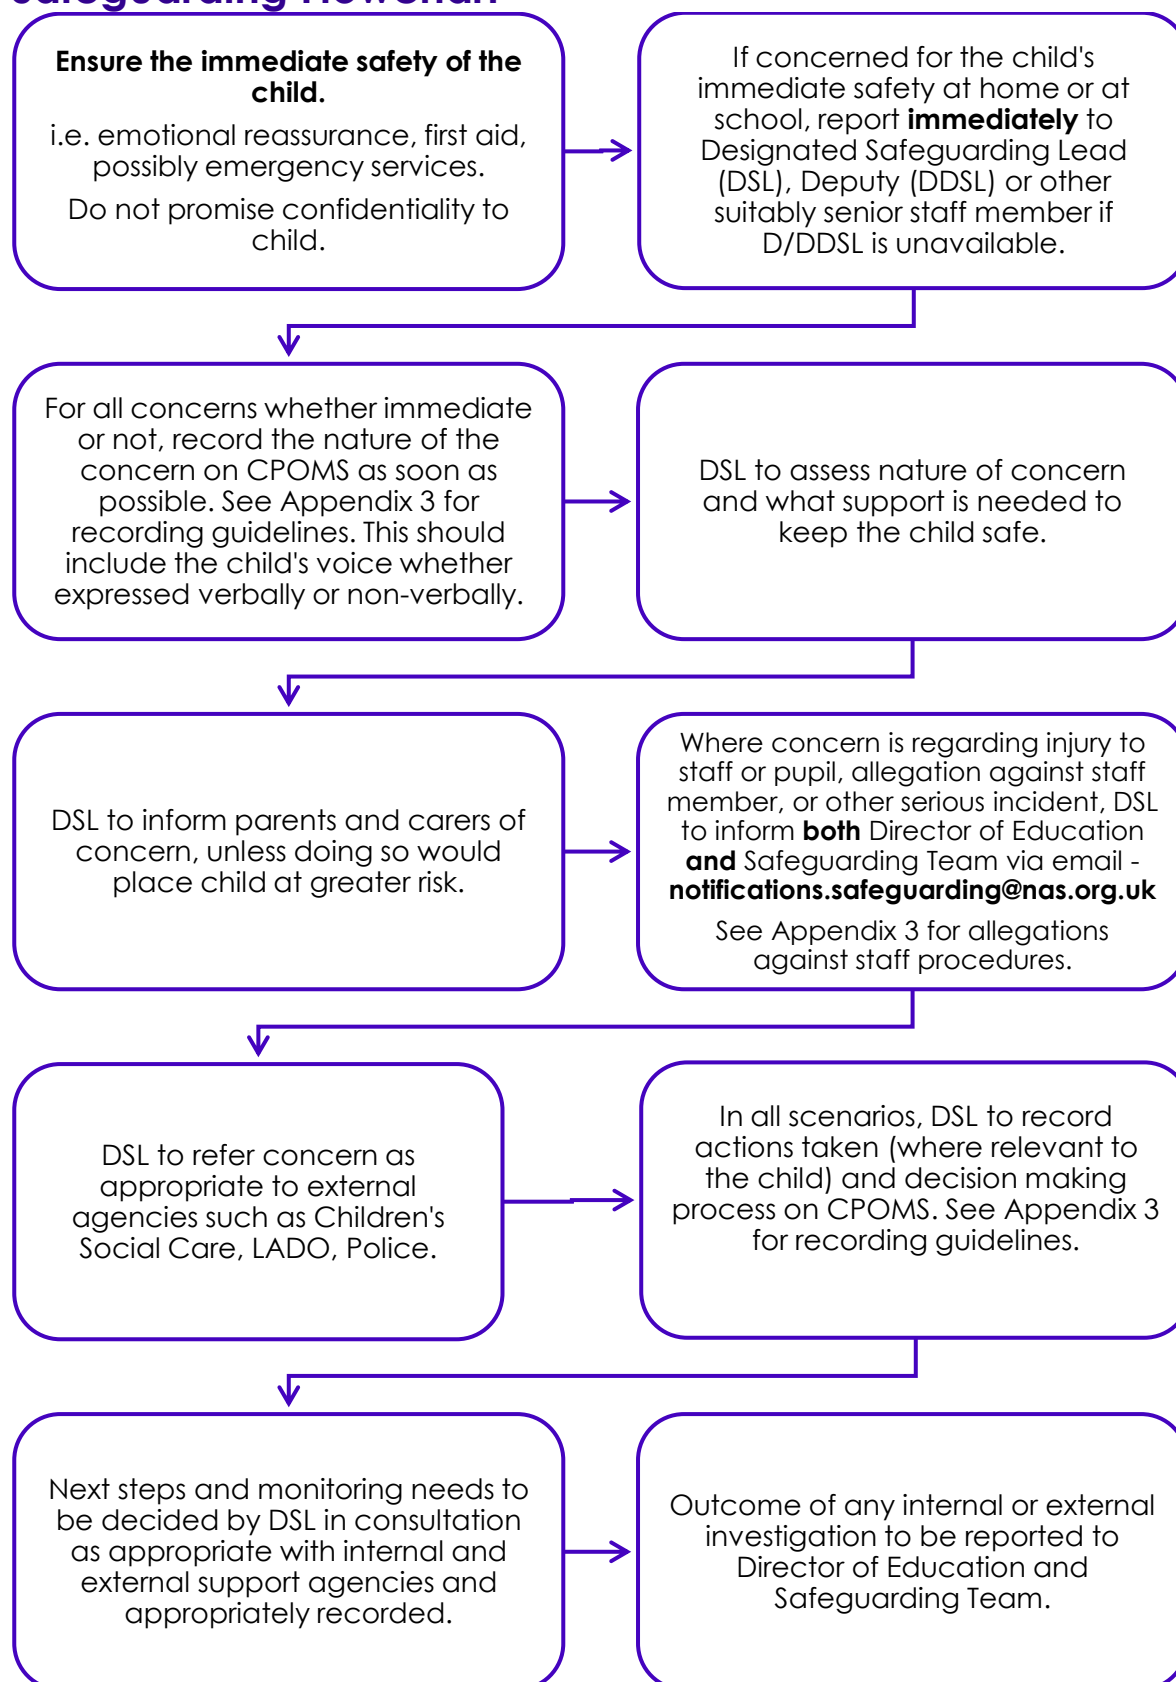 Safeguarding Flowchart
Ensure the immediate safety of the
child.
i.e. emotional reassurance, first aid,
possibly emergency services.
Do not promise confidentiality to
child.
If concerned for the child's
immediate safety at home or at
school, report immediately to
Designated Safeguarding Lead
(DSL), Deputy (DDSL) or other
suitably senior staff member if
D/DDSL is unavailable.
For all concerns whether immediate
or not, record the nature of the
concern on CPOMS as soon as
possible. See Appendix 3 for
recording guidelines. This should
include the child's voice whether
expressed verbally or non-verbally.
DSL to assess nature of concern
and what support is needed to
keep the child safe.
DSL to inform parents and carers of
concern, unless doing so would
place child at greater risk.
Where concern is regarding injury to
staff or pupil, allegation against staff
member, or other serious incident, DSL
to inform both Director of Education
and Safeguarding Team via email -
notifications.safeguarding@nas.org.uk
See Appendix 3 for allegations
against staff procedures.
DSL to refer concern as
appropriate to external
agencies such as Children's
Social Care, LADO, Police.
In all scenarios, DSL to record
actions taken (where relevant to
the child) and decision making
process on CPOMS. See Appendix 3
for recording guidelines.
Next steps and monitoring needs to
be decided by DSL in consultation
as appropriate with internal and
external support agencies and
appropriately recorded.
Outcome of any internal or external
investigation to be reported to
Director of Education and
Safeguarding Team.